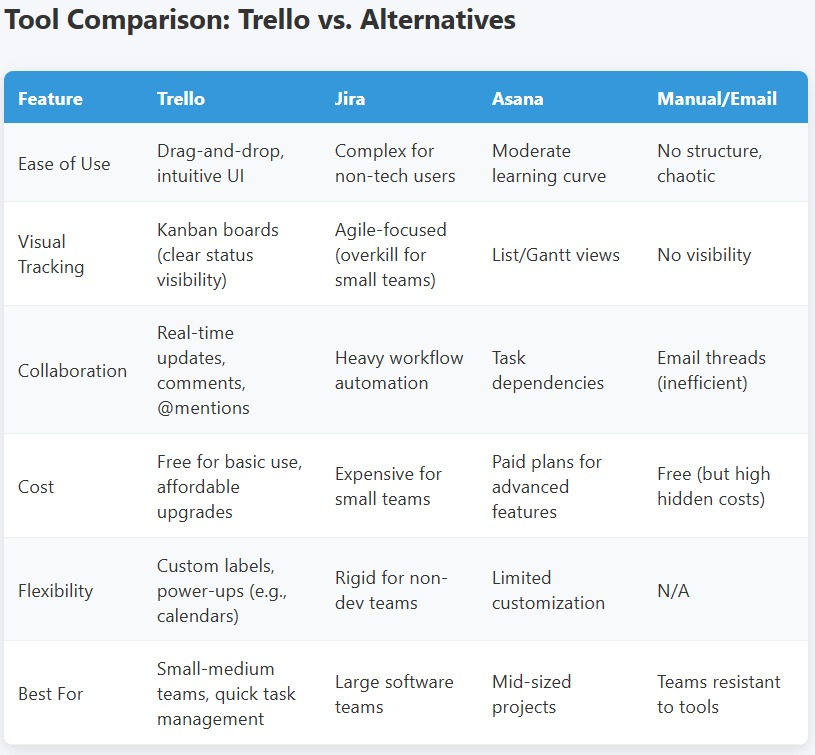 Tool Comparison: Trello vs. Alternatives
Feature Trello Jira Asana Manual/Email
Ease of Use
Drag-and-drop,
intuitive UI
Complex for
non-tech users
Moderate
learning curve
No structure,
chaotic
Visual
Tracking
Kanban boards
(clear status
visibility)
Agile-focused
(overkill for
small teams)
List/Gantt views
No visibility
Collaboration
Real-time
updates,
comments,
@mentions
Heavy workflow
automation
Task
dependencies
Email threads
(inefficient)
Cost
Free for basic use,
affordable
upgrades
Expensive for
small teams
Paid plans for
advanced
features
Free (but high
hidden costs)
Flexibility
Custom labels,
power-ups (e.g.,
calendars)
Rigid for non-
dev teams
Limited
customization
N/A
Best For
Small-medium
teams, quick task
management
Large software
teams
Mid-sized
projects
Teams resistant
to tools